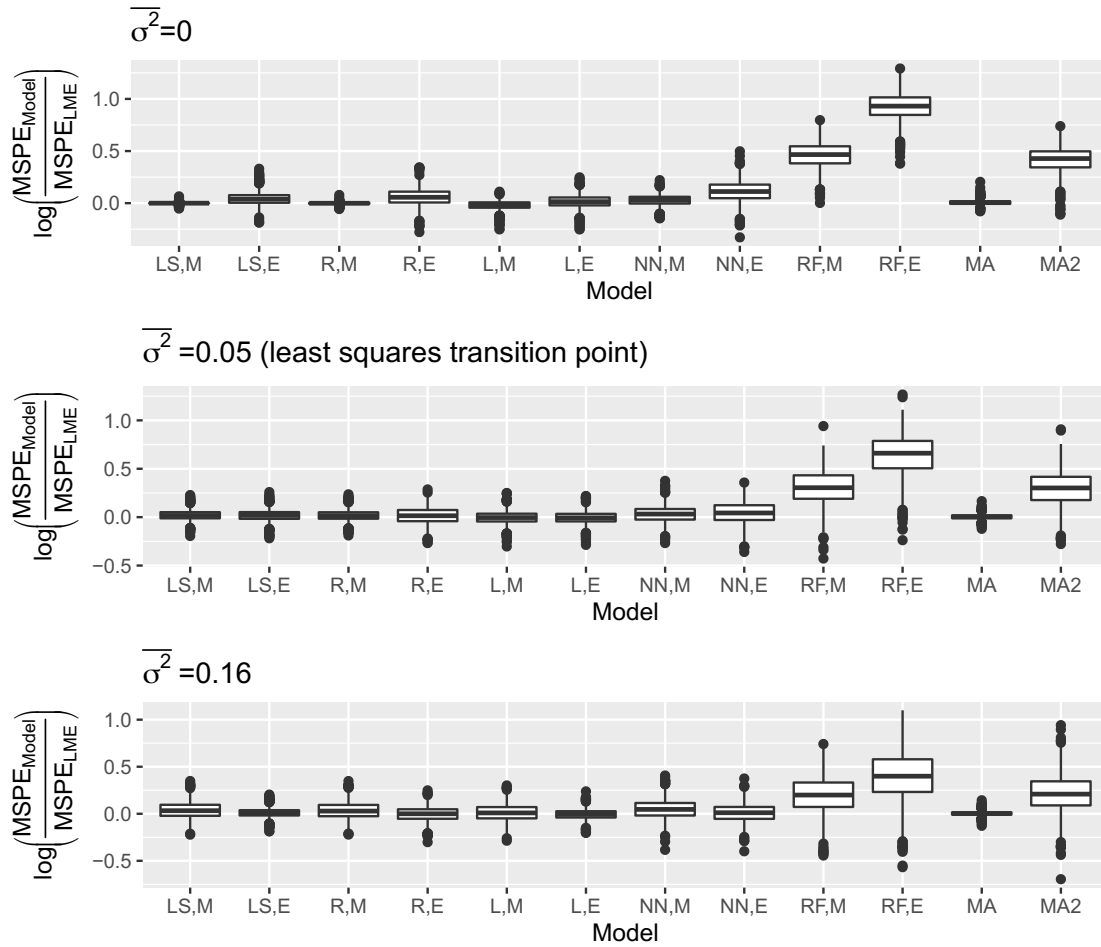 σ²=0
log(MSPE_Model/MSPE_LME)
1.0
0.5
0.0
LS,M LS,E R,M R,E L,M L,E NN,M NN,E RF,M RF,E MA MA2
Model
σ² =0.05 (least squares transition point)
log(MSPE_Model/MSPE_LME)
1.0
0.5
0.0
−0.5
LS,M LS,E R,M R,E L,M L,E NN,M NN,E RF,M RF,E MA MA2
Model
σ² =0.16
log(MSPE_Model/MSPE_LME)
1.0
0.5
0.0
−0.5
LS,M LS,E R,M R,E L,M L,E NN,M NN,E RF,M RF,E MA MA2
Model